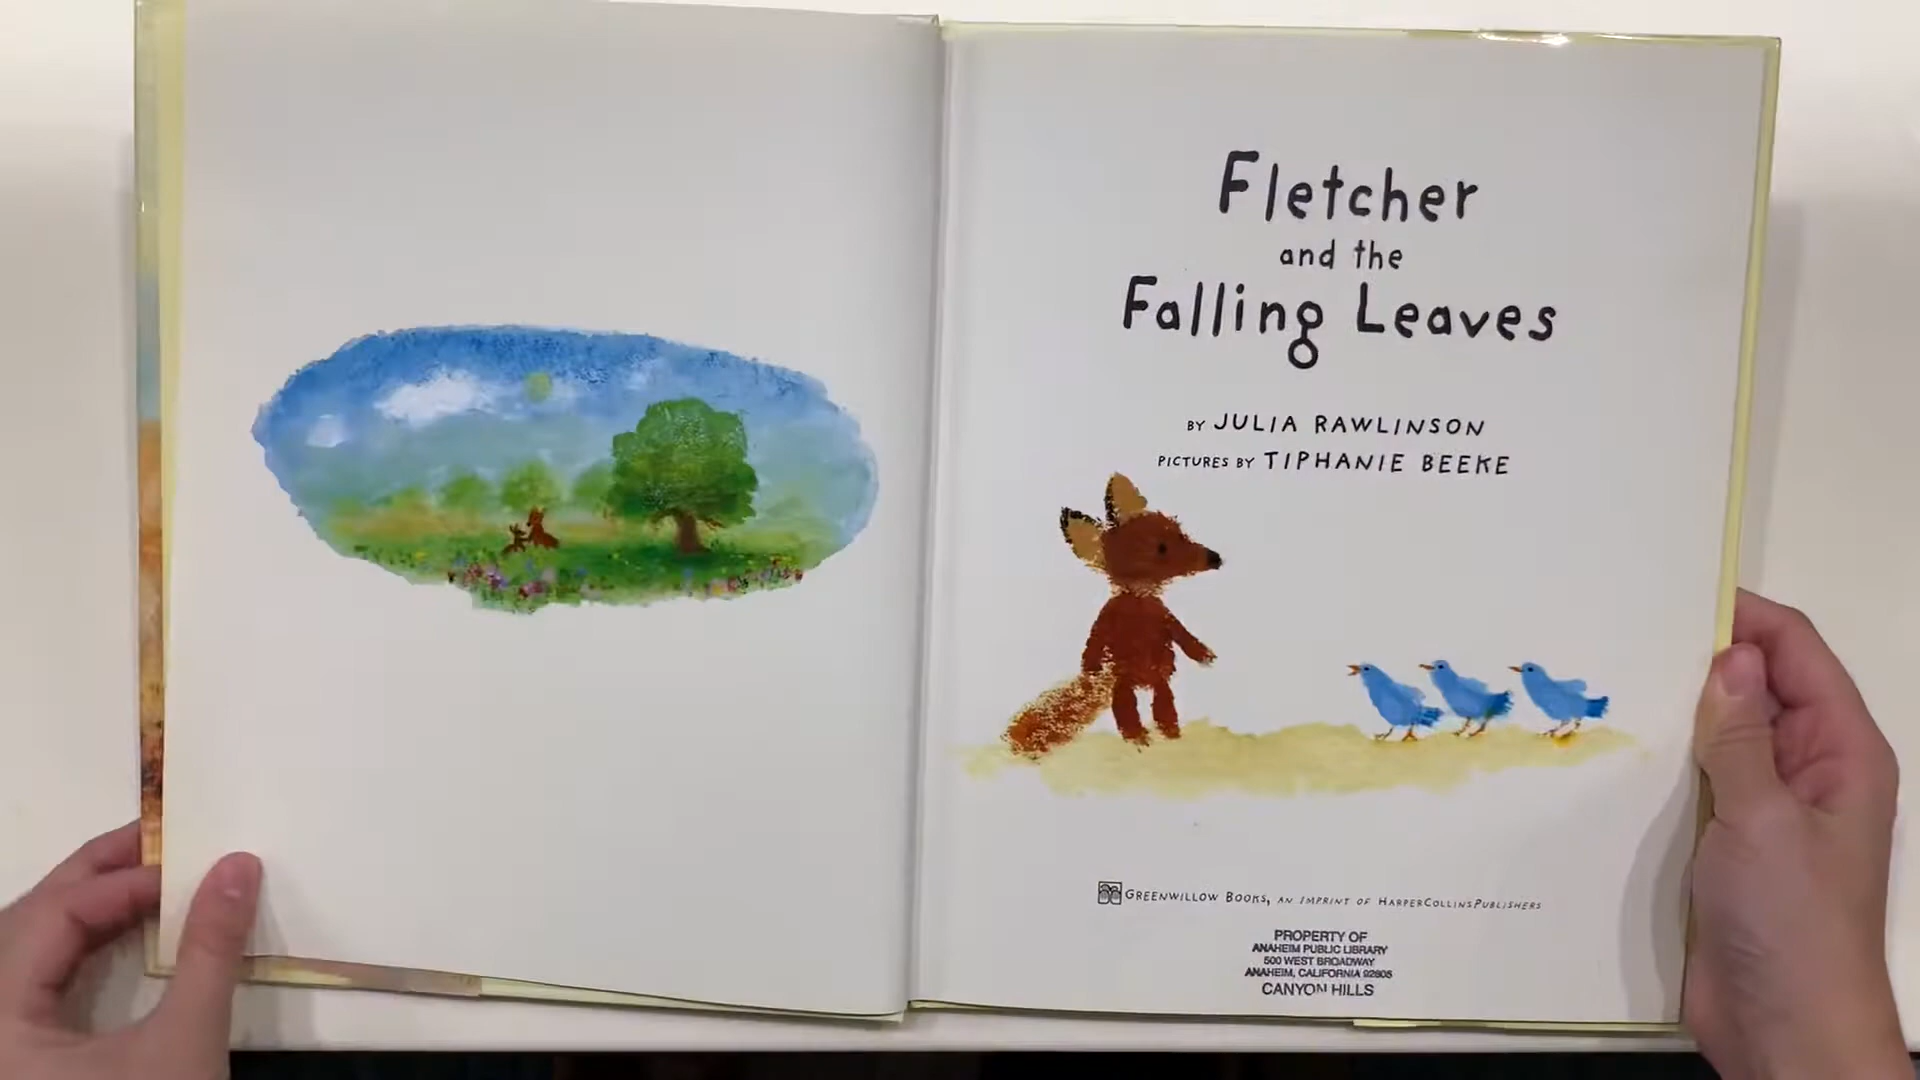 Fletcher
and the
Falling Leaves
BY JULIA RAWLINSON
PICTURES BY TIPHANIE BEEKE
GREENWILLOW BOOKS, AN IMPRINT OF HARPERCOLLINSPUBLISHERS
PROPERTY OF
ANAHEIM PUBLIC LIBRARY
500 WEST BROADWAY
ANAHEIM, CALIFORNIA 92805
CANYON HILLS